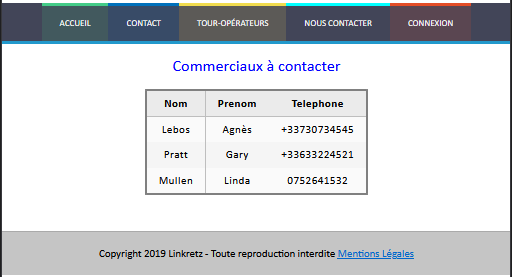 ACCUEIL CONTACT TOUR-OPÉRATEURS NOUS CONTACTER CONNEXION
Commerciaux à contacter
Nom Prenom Telephone
Lebos Agnès +33730734545
Pratt Gary +33633224521
Mullen Linda 0752641532
Copyright 2019 Linkretz - Toute reproduction interdite Mentions Légales